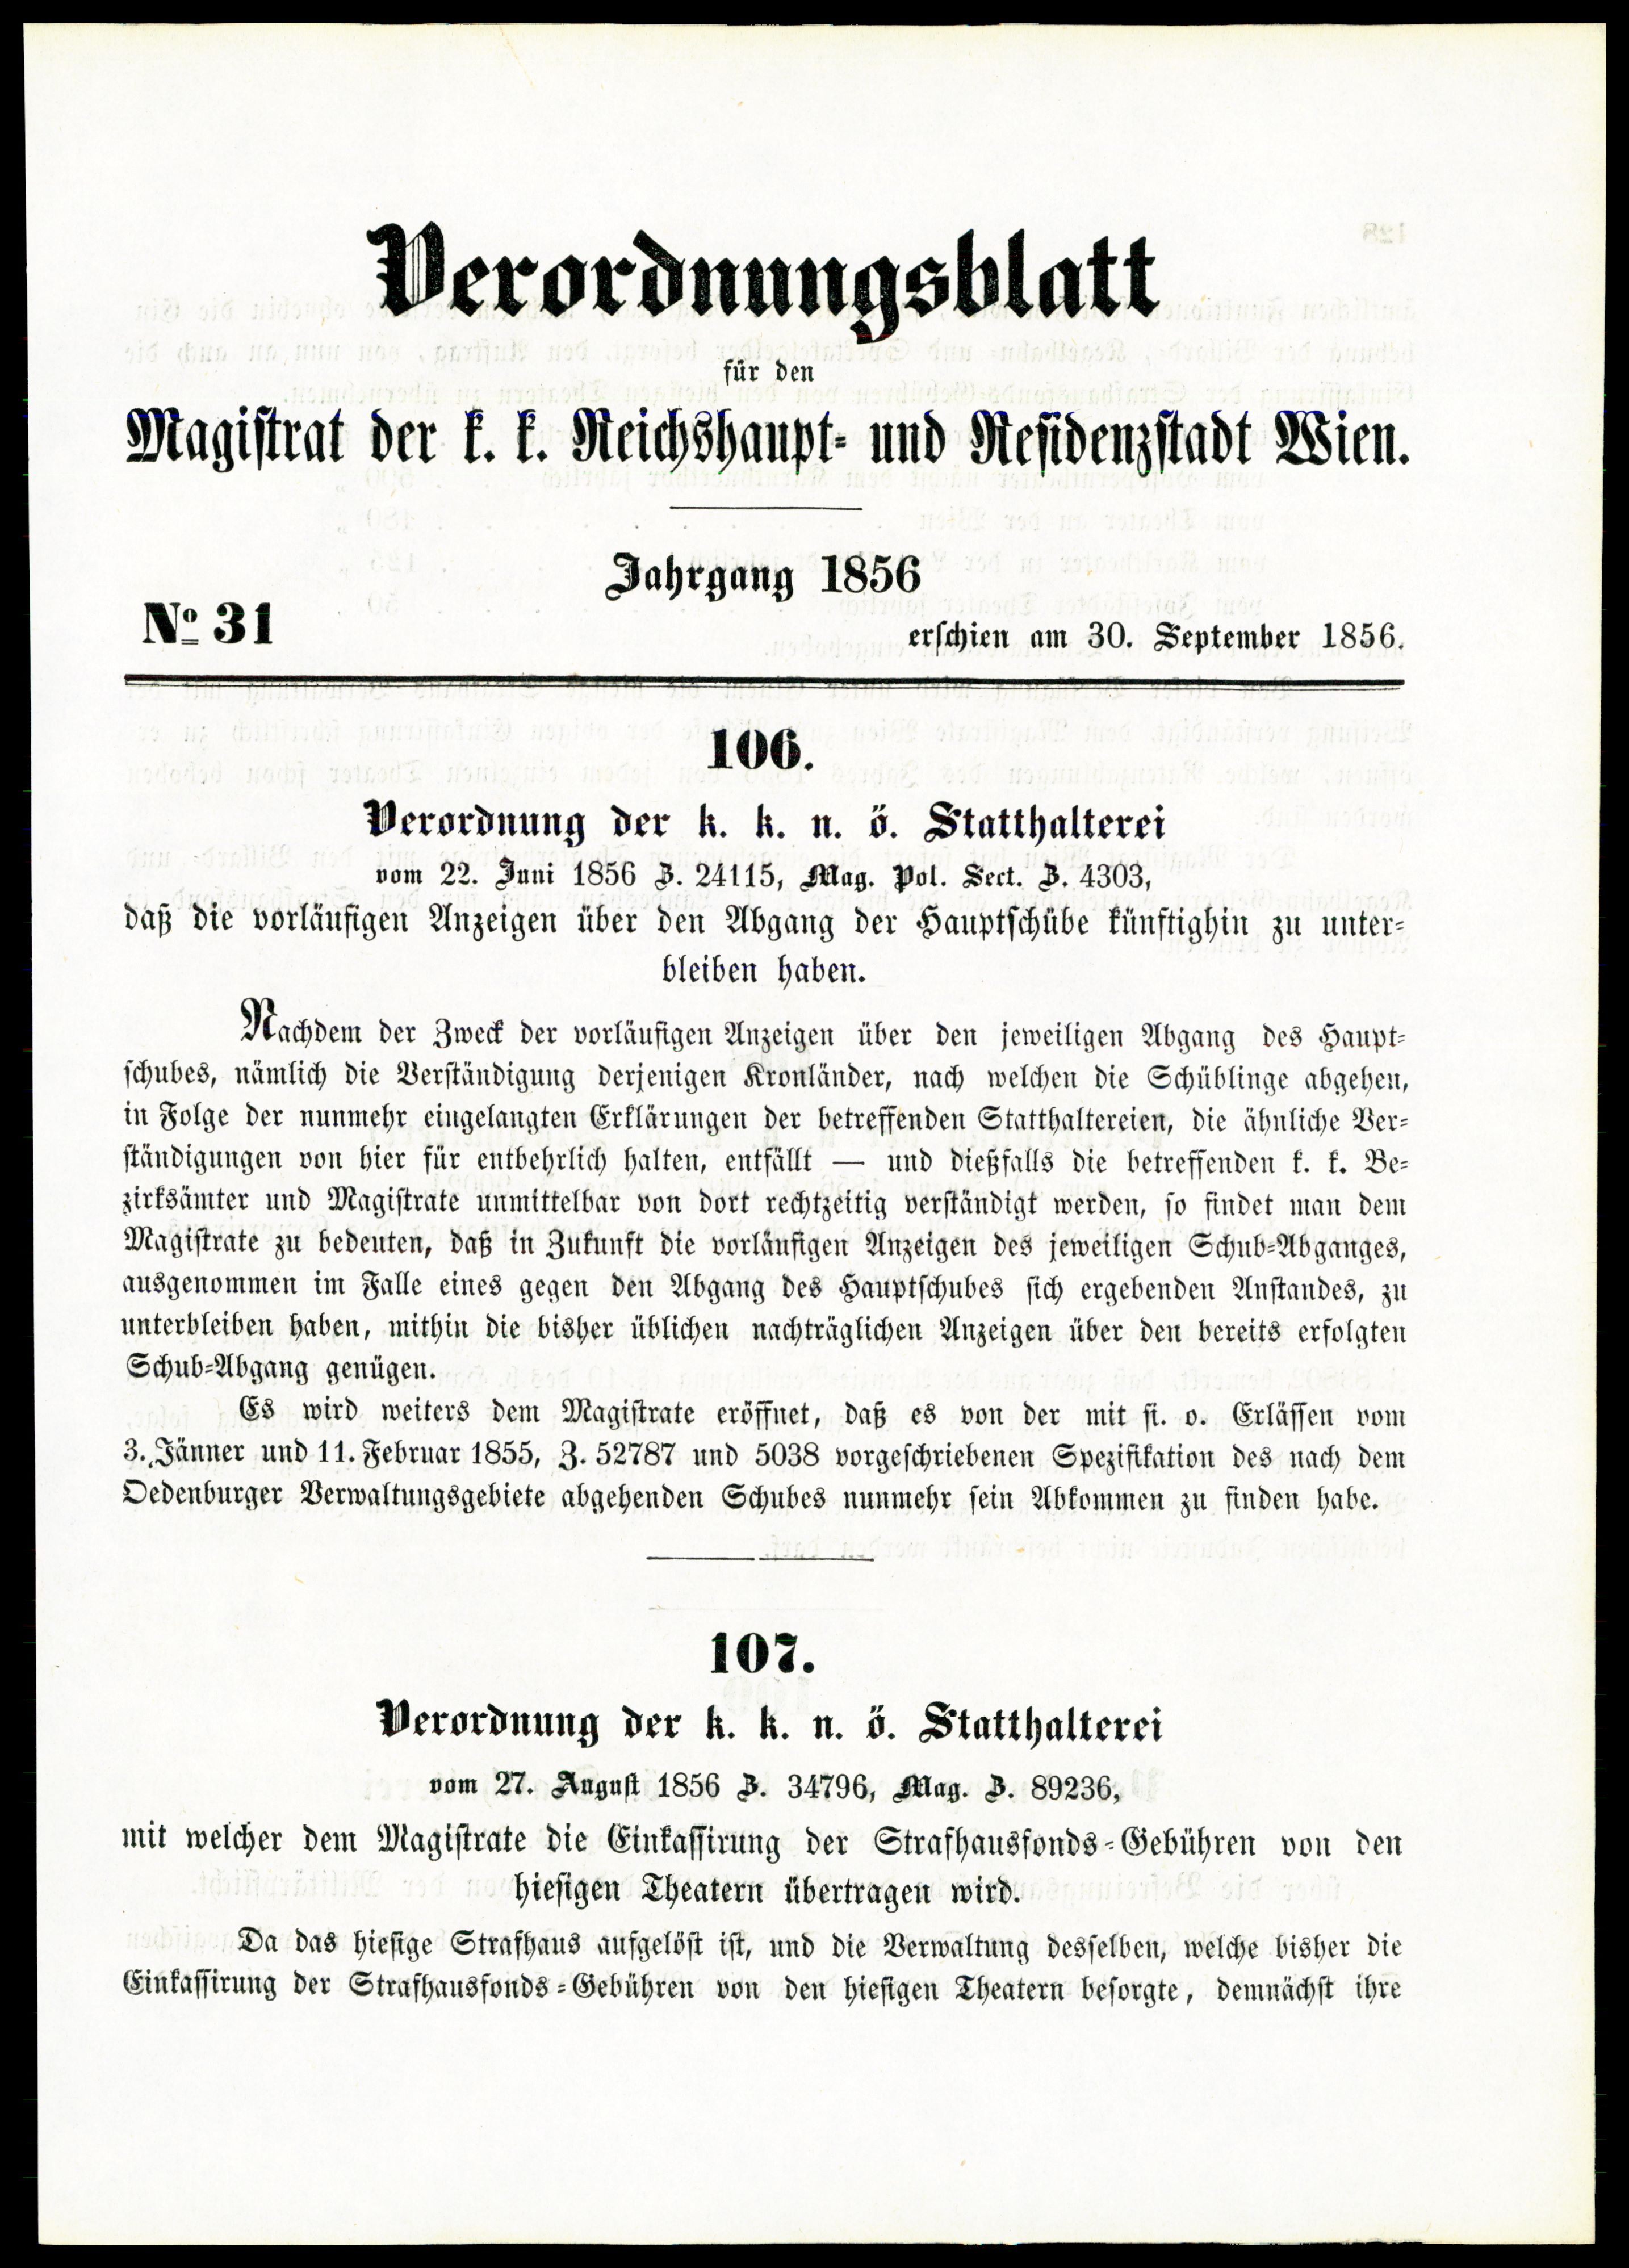 Verordnungsblatt
für den
Magistrat der k. k. Reichshaupt- und Residenzstadt Wien.
Jahrgang 1856
No 31
erschien am 30. September 1856.
106.
Verordnung der k. k. n. ö. Statthalterei
vom 22. Juni 1856 Z. 24115, Mag. Pol. Sect. Z. 4303,
daß die vorläufigen Anzeigen über den Abgang der Hauptschübe künftighin zu unter-
bleiben haben.
Nachdem der Zweck der vorläufigen Anzeigen über den jeweiligen Abgang des Haupt-
schubes, nämlich die Verständigung derjenigen Kronländer, nach welchen die Schüblinge abgehen,
in Folge der nunmehr eingelangten Erklärungen der betreffenden Statthaltereien, die ähnliche Ver-
ständigungen von hier für entbehrlich halten, entfällt — und dießfalls die betreffenden k. k. Be-
zirksämter und Magistrate unmittelbar von dort rechtzeitig verständigt werden, so findet man dem
Magistrate zu bedeuten, daß in Zukunft die vorläufigen Anzeigen des jeweiligen Schub-Abganges,
ausgenommen im Falle eines gegen den Abgang des Hauptschubes sich ergebenden Anstandes, zu
unterbleiben haben, mithin die bisher üblichen nachträglichen Anzeigen über den bereits erfolgten
Schub-Abgang genügen.
Es wird weiters dem Magistrate eröffnet, daß es von der mit st. o. Erlässen vom
3. Jänner und 11. Februar 1855, Z. 52787 und 5038 vorgeschriebenen Spezifikation des nach dem
Oedenburger Verwaltungsgebiete abgehenden Schubes nunmehr sein Abkommen zu finden habe.
107.
Verordnung der k. k. n. ö. Statthalterei
vom 27. August 1856 Z. 34796, Mag. Z. 89236,
mit welcher dem Magistrate die Einkassirung der Strafhausfonds-Gebühren von den
hiesigen Theatern übertragen wird.
Da das hiesige Strafhaus aufgelöst ist, und die Verwaltung desselben, welche bisher die
Einkassirung der Strafhausfonds-Gebühren von den hiesigen Theatern besorgte, demnächst ihre